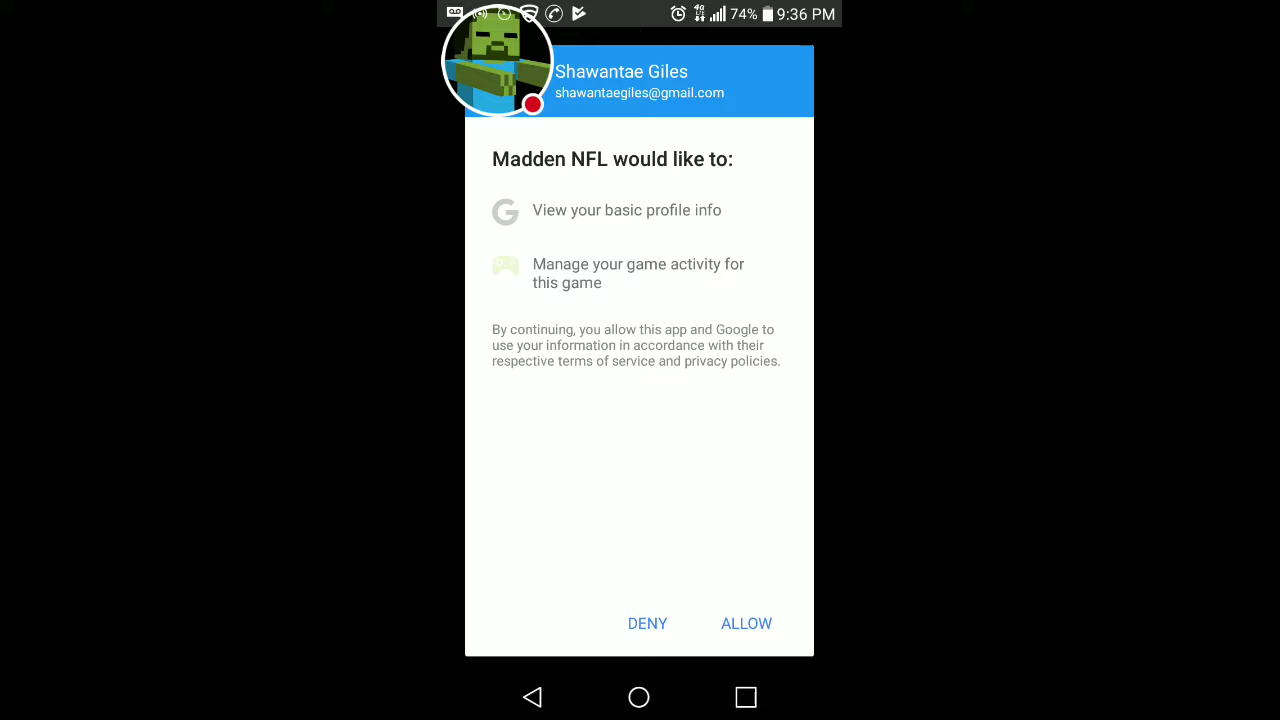 74% 9:36 PM
Shawantae Giles
shawantaegiles@gmail.com
Madden NFL would like to:
View your basic profile info
Manage your game activity for
this game
By continuing, you allow this app and Google to
use your information in accordance with their
respective terms of service and privacy policies.
DENY ALLOW